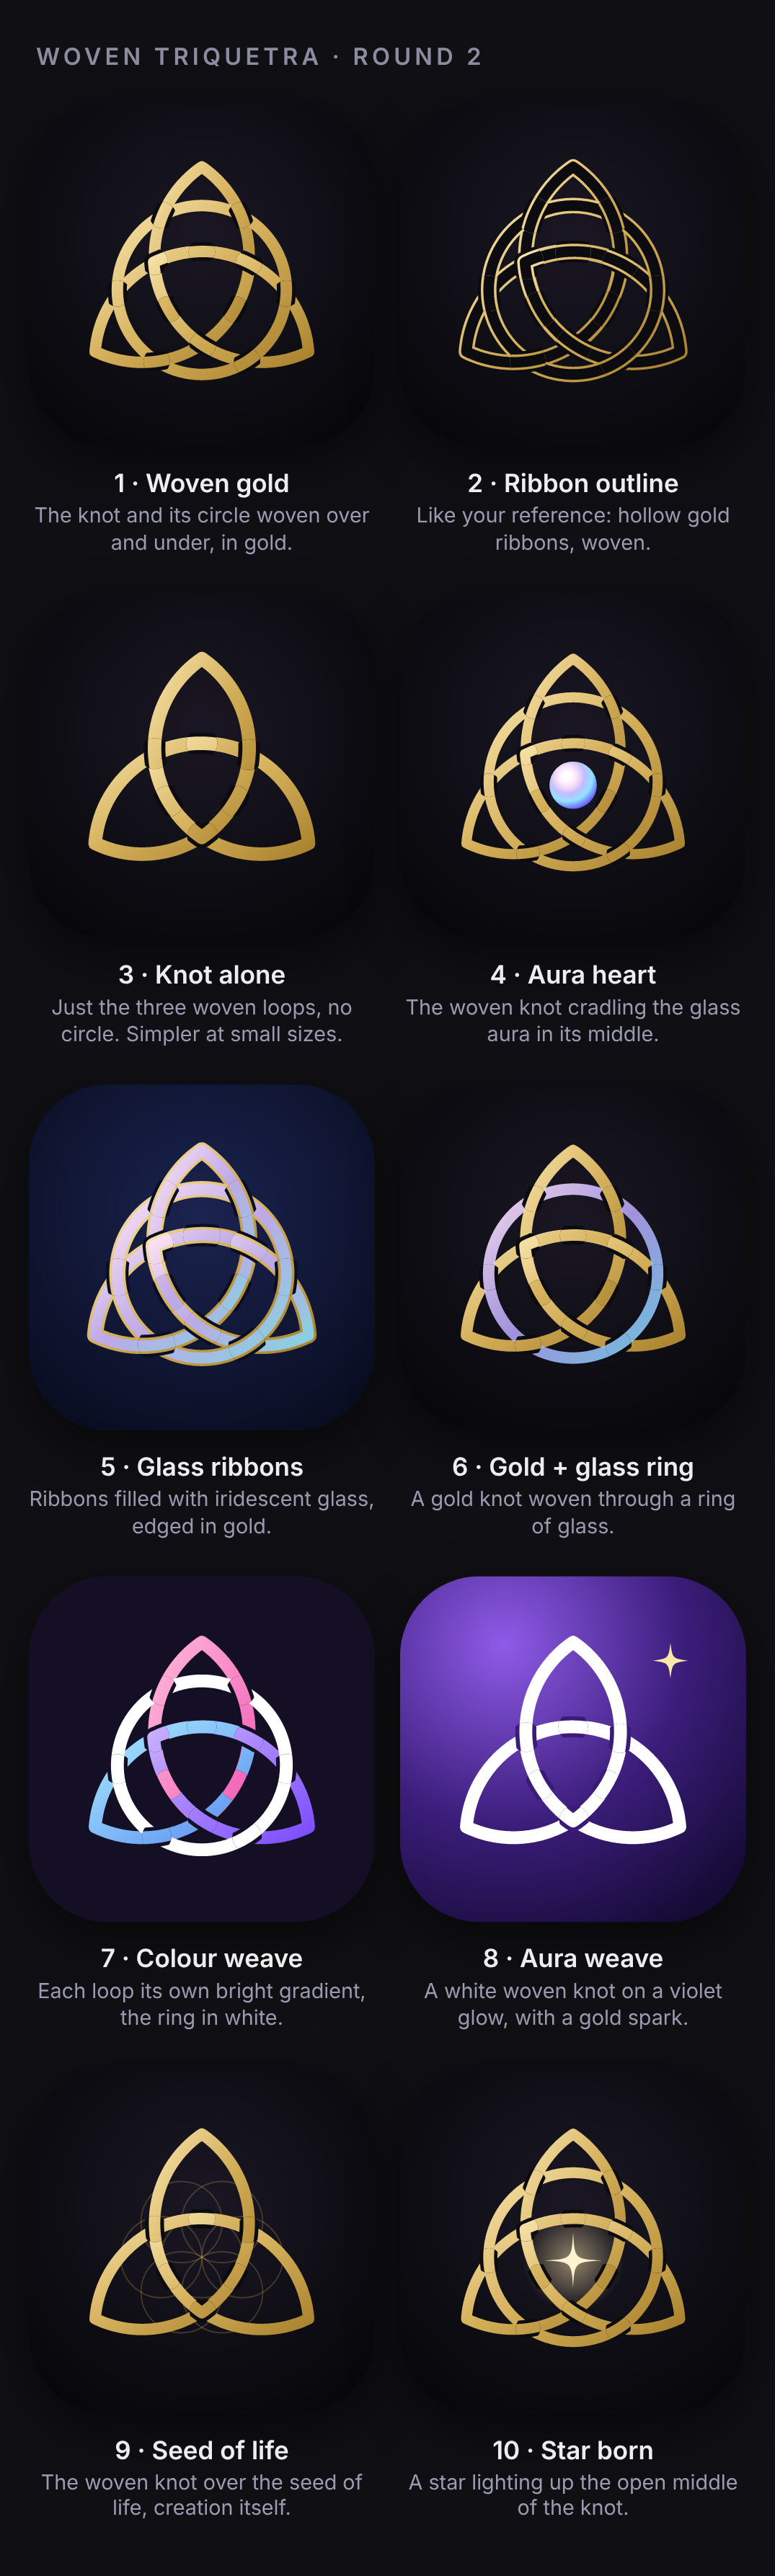 WOVEN TRIQUETRA · ROUND 2
1 · Woven gold
The knot and its circle woven over
and under, in gold.
2 · Ribbon outline
Like your reference: hollow gold
ribbons, woven.
3 · Knot alone
Just the three woven loops, no
circle. Simpler at small sizes.
4 · Aura heart
The woven knot cradling the glass
aura in its middle.
5 · Glass ribbons
Ribbons filled with iridescent glass,
edged in gold.
6 · Gold + glass ring
A gold knot woven through a ring
of glass.
7 · Colour weave
Each loop its own bright gradient,
the ring in white.
8 · Aura weave
A white woven knot on a violet
glow, with a gold spark.
9 · Seed of life
The woven knot over the seed of
life, creation itself.
10 · Star born
A star lighting up the open middle
of the knot.